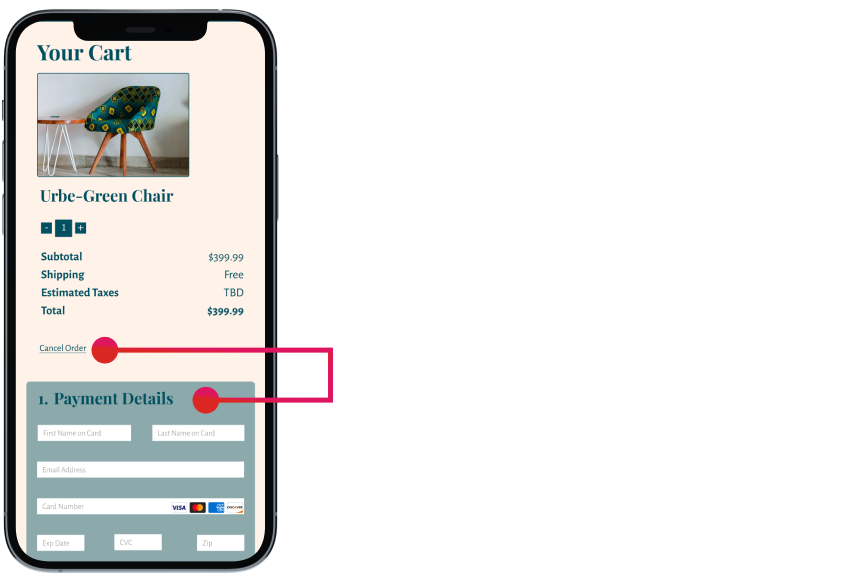 Your Cart
Urbe-Green Chair
- 1 +
Subtotal $399.99
Shipping Free
Estimated Taxes TBD
Total $399.99
Cancel Order
1. Payment Details
First Name on Card Last Name on Card
Email Address
Card Number VISA DISCOVER
Exp Date CVC Zip